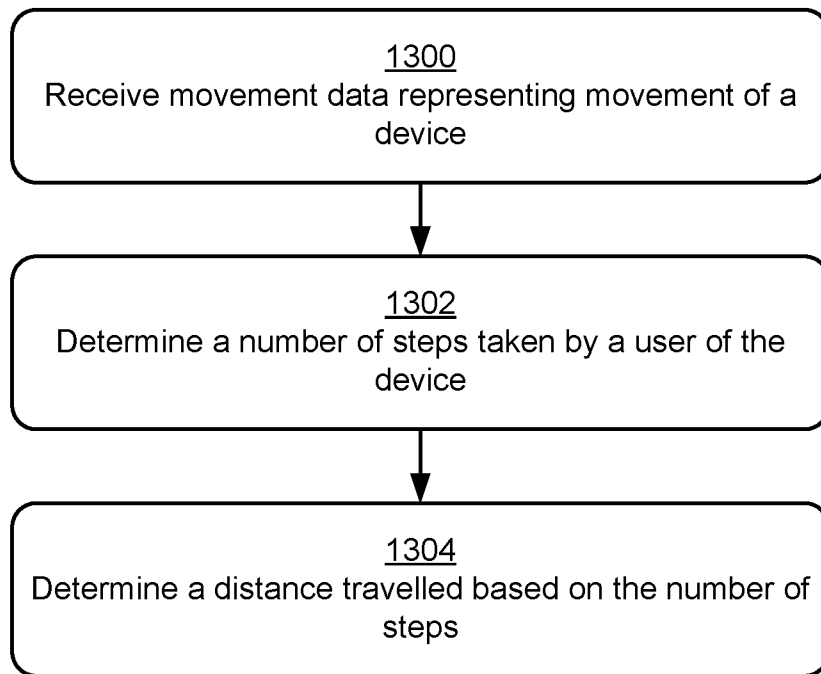 1300
Receive movement data representing movement of a
device
1302
Determine a number of steps taken by a user of the
device
1304
Determine a distance travelled based on the number of
steps